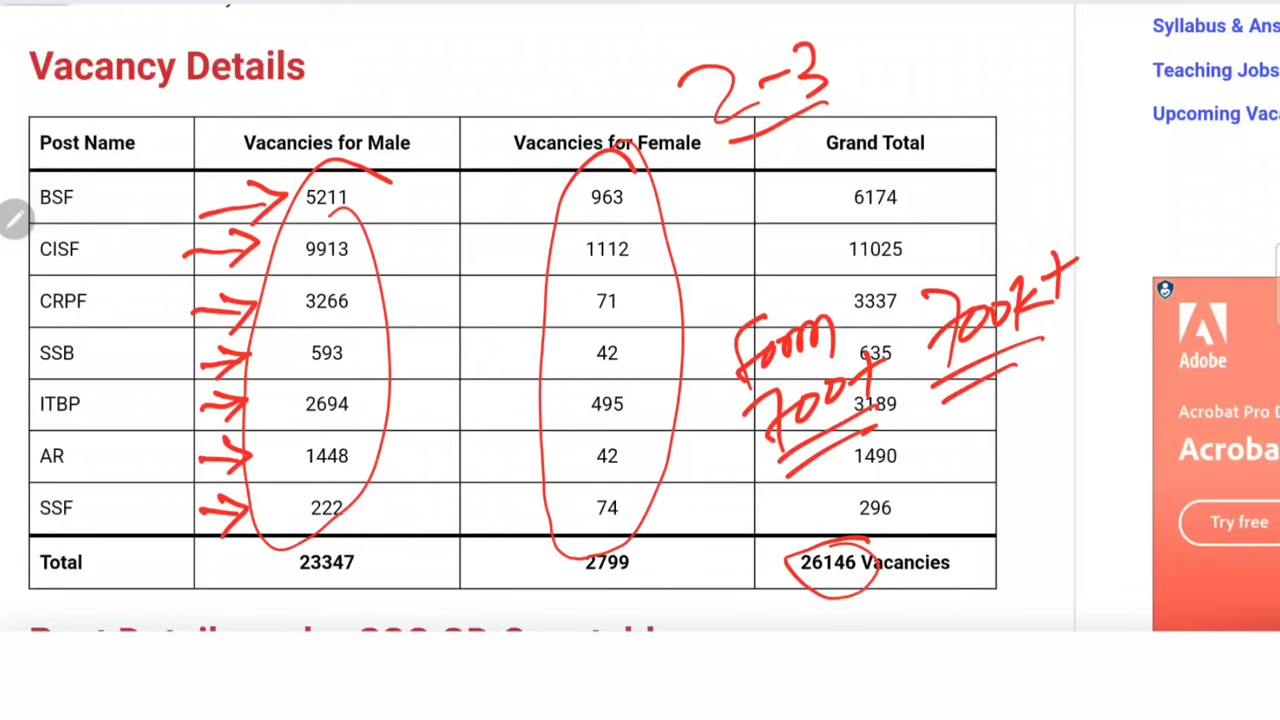 Syllabus & Ans
Vacancy Details
2-3
Teaching Jobs
Upcoming Vaca
Post Name Vacancies for Male Vacancies for Female Grand Total
BSF 5211 963 6174
CISF 9913 1112 11025
CRPF 3266 71 3337
700k+
SSB 593 42 635
Form
700+
ITBP 2694 495 3189
AR 1448 42 1490
SSF 222 74 296
Total 23347 2799 26146 Vacancies
Adobe
Acrobat Pro D
Acroba
Try free